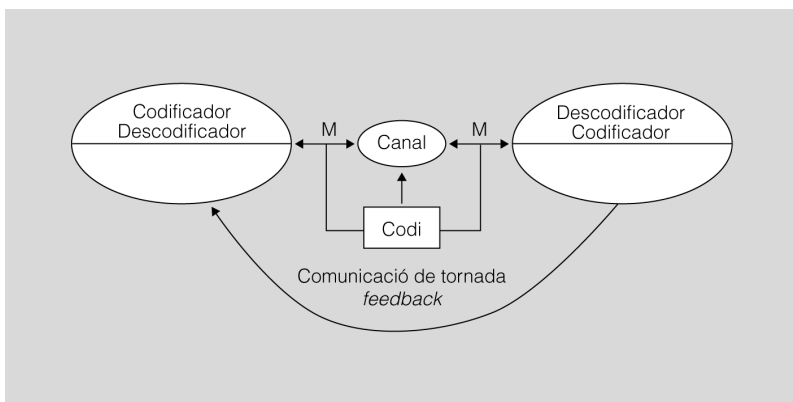 Codificador
Descodificador
M
Canal
M
Descodificador
Codificador
Codi
Comunicació de tornada
feedback